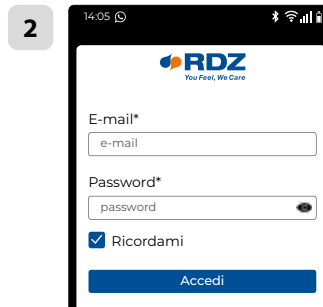 2
14:05
RDZ
You Feel, We Care
E-mail*
e-mail
Password*
password
Ricordami
Accedi